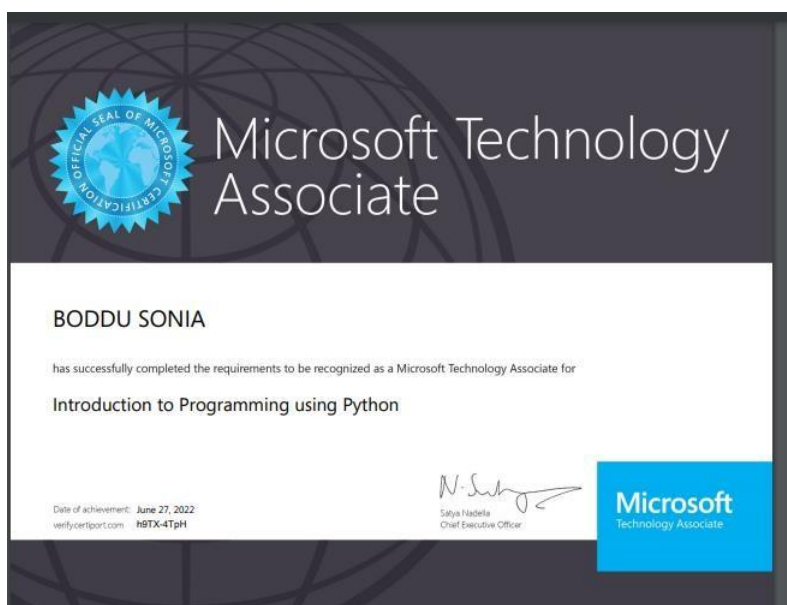 OFFICIAL SEAL OF MICROSOFT CERTIFICATION
Microsoft Technology
Associate
BODDU SONIA
has successfully completed the requirements to be recognized as a Microsoft Technology Associate for
Introduction to Programming using Python
Date of achievement: June 27, 2022
verify.certiport.com h9TX-4TpH
Satya Nadella
Chief Executive Officer
Microsoft
Technology Associate